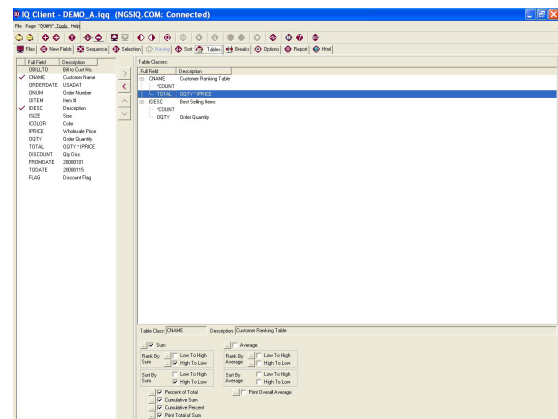 IQ Client - DEMO_A.iqq (NGSIQ.COM: Connected)
File Page "DSNPS" Tools Help
Files New Fields Sequence Selection Having Sort Tables Breaks Options Report Html
Full Field Description
OBILLTO Bill to Cust No
CNAME Customer Name
ORDERDATE USADAT
ONUM Order Number
OITEM Item #
IDESC Description
ISIZE Size
ICOLOR Color
IPRICE Wholesale Price
OQTY Order Quantity
TOTAL OQTY * IPRICE
DISCOUNT Qty Disc
FROMDATE 20080101
TODATE 20080115
FLAG Discount Flag
Table Classes:
Full Field Description
CNAME Customer Ranking Table
*COUNT
TOTAL OQTY * IPRICE
IDESC Best Selling Items
*COUNT
OQTY Order Quantity
Table Class: CNAME Description: Customer Ranking Table
Sum Average
Rank By Sum Low To High High To Low
Rank By Average Low To High High To Low
Sort By Sum Low To High High To Low
Sort By Average Low To High High To Low
Percent of Total Print Overall Average
Cumulative Sum
Cumulative Percent
Print Total of Sum